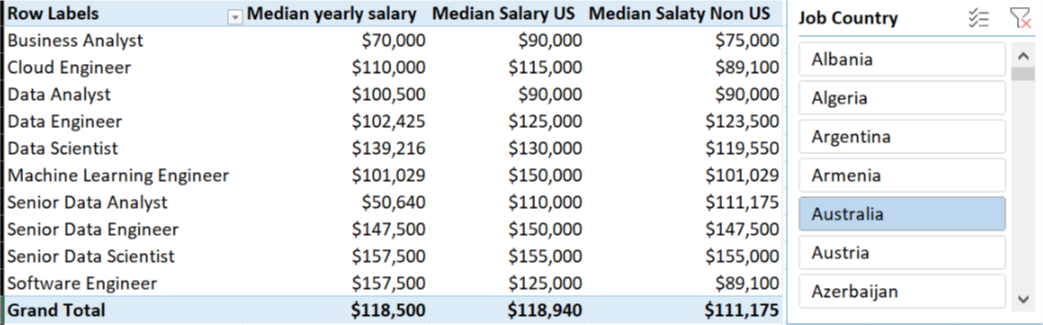 Row Labels Median yearly salary Median Salary US Median Salaty Non US
Business Analyst $70,000 $90,000 $75,000
Cloud Engineer $110,000 $115,000 $89,100
Data Analyst $100,500 $90,000 $90,000
Data Engineer $102,425 $125,000 $123,500
Data Scientist $139,216 $130,000 $119,550
Machine Learning Engineer $101,029 $150,000 $101,029
Senior Data Analyst $50,640 $110,000 $111,175
Senior Data Engineer $147,500 $150,000 $147,500
Senior Data Scientist $157,500 $155,000 $155,000
Software Engineer $157,500 $125,000 $89,100
Grand Total $118,500 $118,940 $111,175
Job Country
Albania
Algeria
Argentina
Armenia
Australia
Austria
Azerbaijan